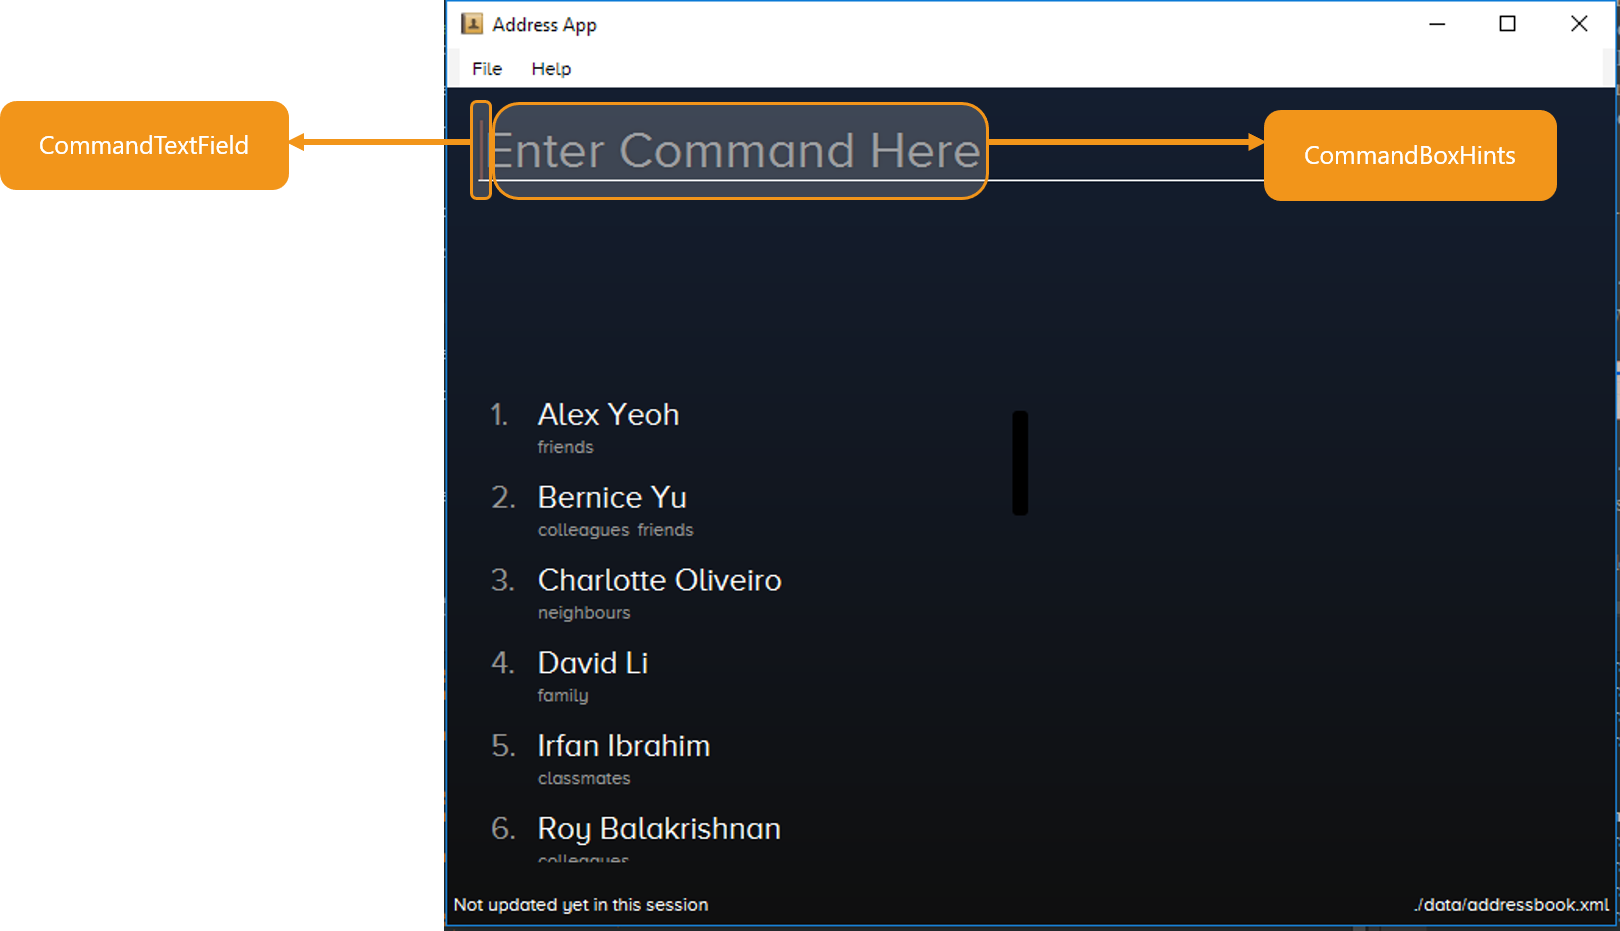 Address App
File Help
CommandTextField
Enter Command Here
CommandBoxHints
1. Alex Yeoh
friends
2. Bernice Yu
colleagues friends
3. Charlotte Oliveiro
neighbours
4. David Li
family
5. Irfan Ibrahim
classmates
6. Roy Balakrishnan
colleagues
Not updated yet in this session
./data/addressbook.xml